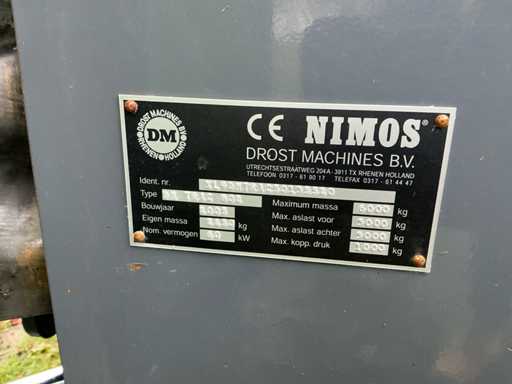 DROST MACHINES B.V.
RHENEN HOLLAND
DM
CE NIMOS®
DROST MACHINES B.V.
UTRECHTSESTRAATWEG 204A - 3911 TX RHENEN HOLLAND
TELEFOON 0317 - 61 90 17 TELEFAX 0317 - 61 44 47
Ident. nr.
Type
Bouwjaar
Eigen massa kg
Nom. vermogen kW
Maximum massa 6000 kg
Max. aslast voor kg
Max. aslast achter kg
Max. kopp. druk 1000 kg